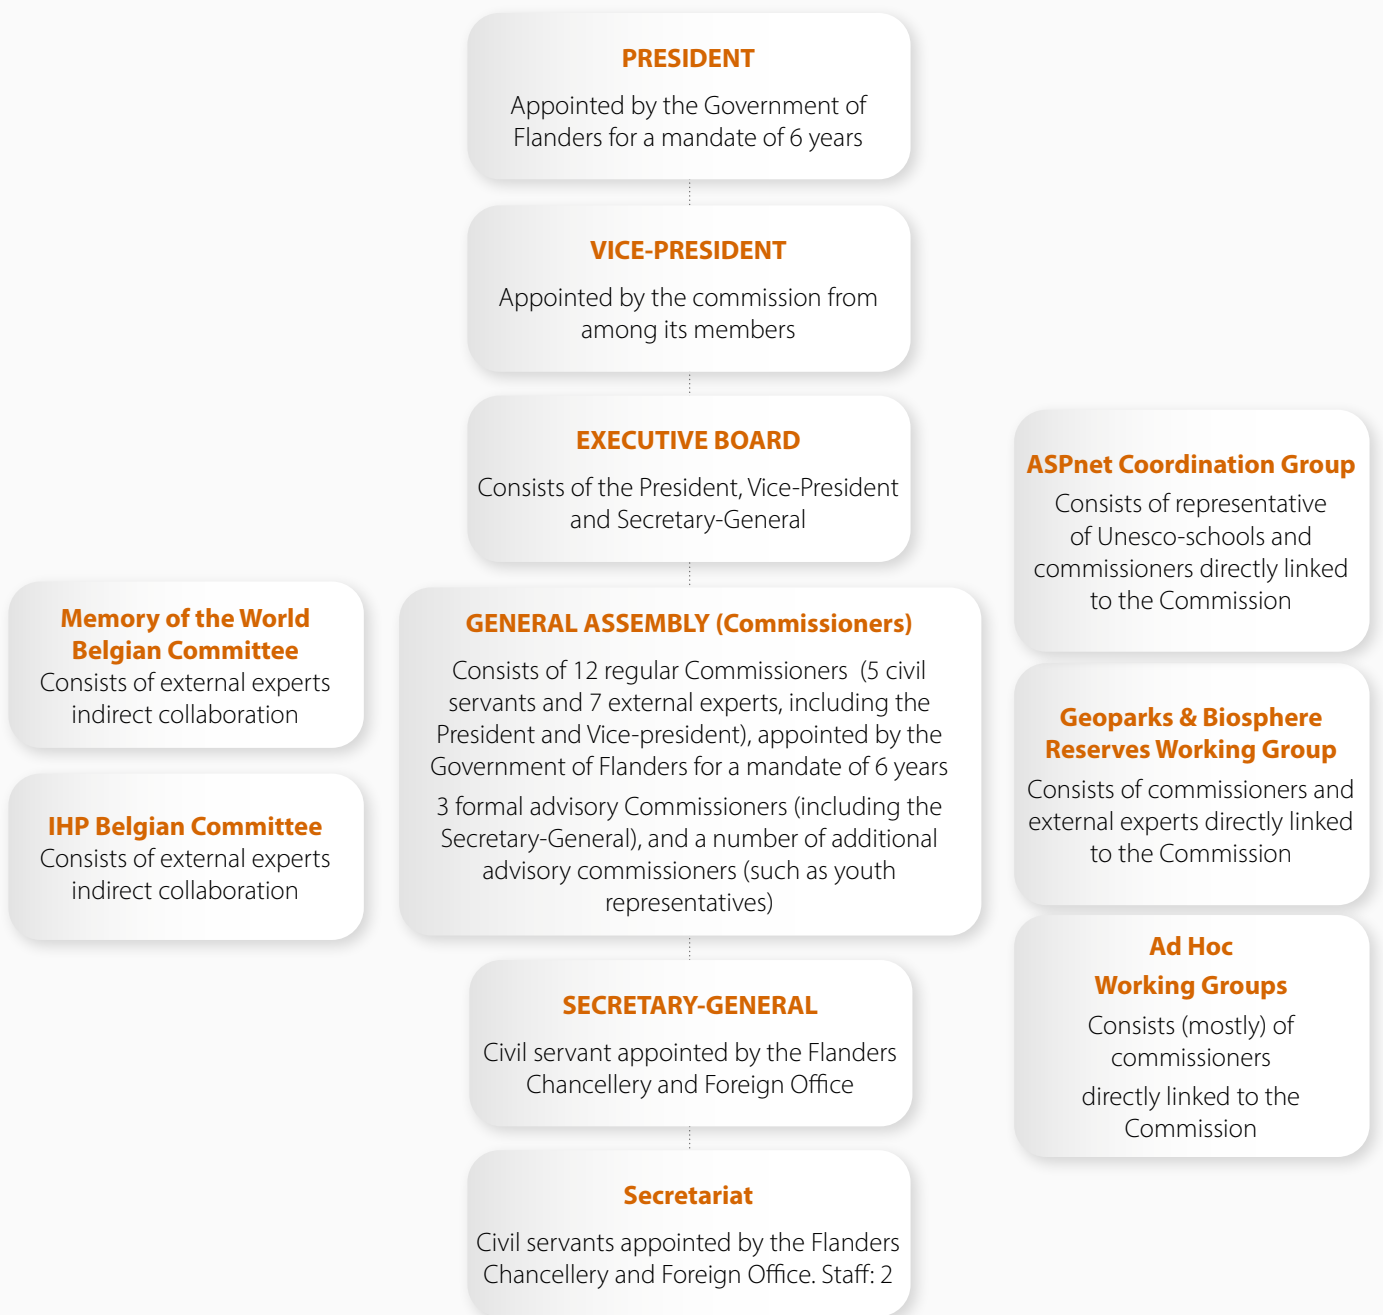 PRESIDENT
Appointed by the Government of
Flanders for a mandate of 6 years
VICE-PRESIDENT
Appointed by the commission from
among its members
EXECUTIVE BOARD
Consists of the President, Vice-President
and Secretary-General
Memory of the World
Belgian Committee
Consists of external experts
indirect collaboration
IHP Belgian Committee
Consists of external experts
indirect collaboration
GENERAL ASSEMBLY (Commissioners)
Consists of 12 regular Commissioners (5 civil
servants and 7 external experts, including the
President and Vice-president), appointed by the
Government of Flanders for a mandate of 6 years
3 formal advisory Commissioners (including the
Secretary-General), and a number of additional
advisory commissioners (such as youth
representatives)
ASPnet Coordination Group
Consists of representative
of Unesco-schools and
commissioners directly linked
to the Commission
Geoparks & Biosphere
Reserves Working Group
Consists of commissioners and
external experts directly linked
to the Commission
Ad Hoc
Working Groups
Consists (mostly) of
commissioners
directly linked to the
Commission
SECRETARY-GENERAL
Civil servant appointed by the Flanders
Chancellery and Foreign Office
Secretariat
Civil servants appointed by the Flanders
Chancellery and Foreign Office. Staff: 2